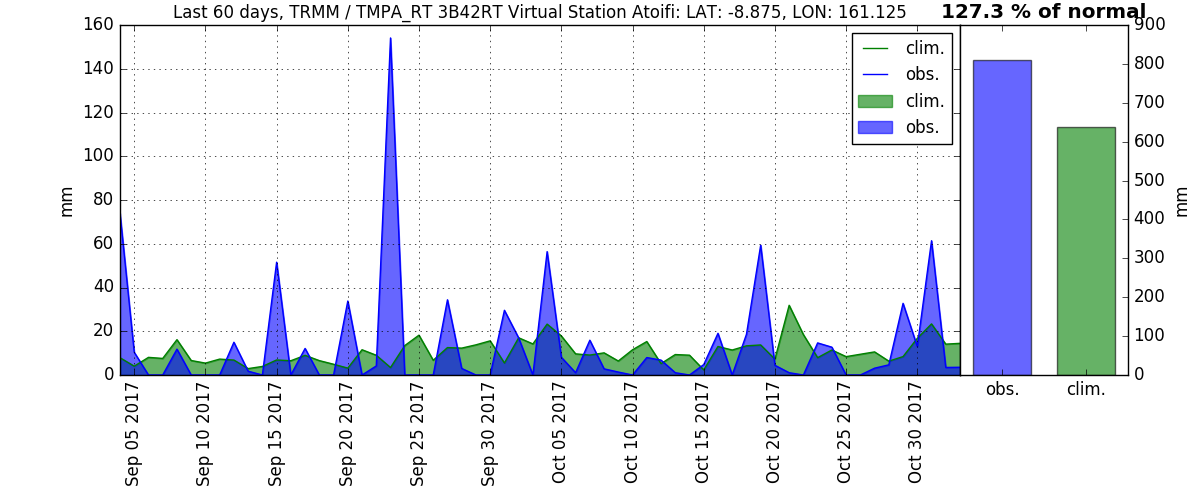 Last 60 days, TRMM / TMPA_RT 3B42RT Virtual Station Atoifi: LAT: -8.875, LON: 161.125
127.3 % of normal
160
140
120
100
80
60
40
20
0
mm
clim.
obs.
clim.
obs.
900
800
700
600
500
400
300
200
100
0
mm
Sep 05 2017
Sep 10 2017
Sep 15 2017
Sep 20 2017
Sep 25 2017
Sep 30 2017
Oct 05 2017
Oct 10 2017
Oct 15 2017
Oct 20 2017
Oct 25 2017
Oct 30 2017
obs.
clim.